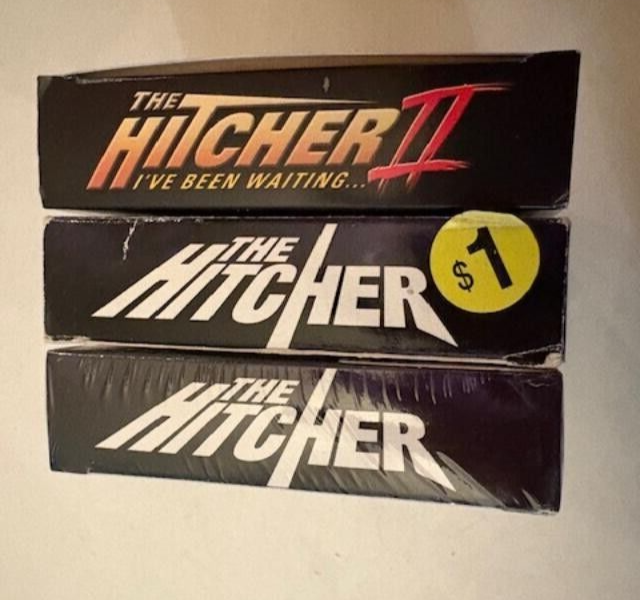 THE
HITCHER II
I'VE BEEN WAITING...
THE
HITCHER
$1
THE
HITCHER